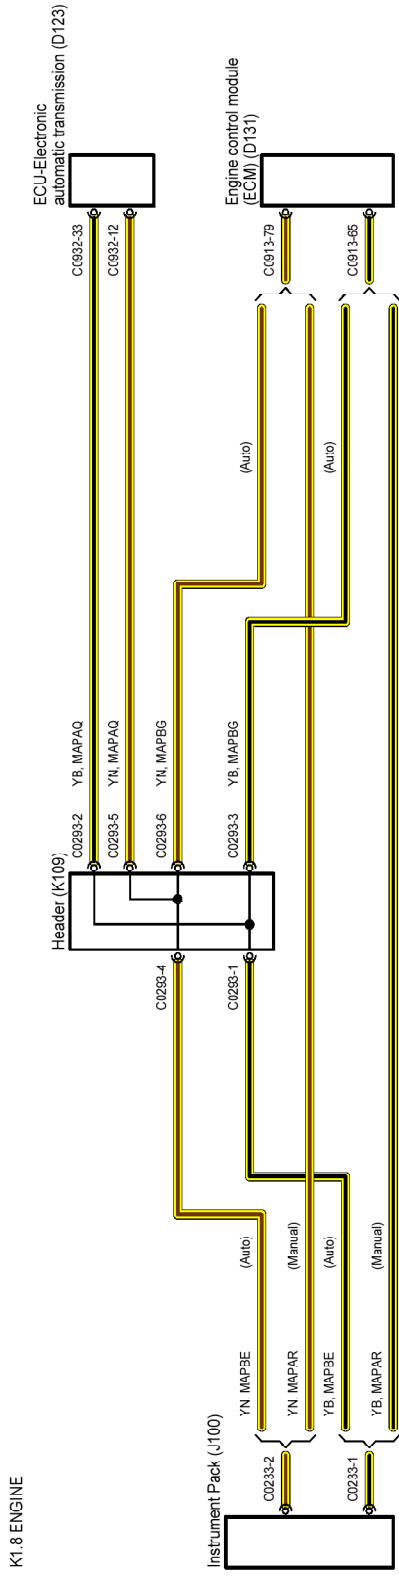 K1.8 ENGINE
ECU-Electronic
automatic transmission (D123)
C0932-33
C0932-12
Engine control module
(ECM) (D131)
C0913-79
C0913-65
(Auto)
(Auto)
YB, MAPAQ
YN, MAPAQ
YN, MAPBG
YB, MAPBG
C0293-2
C0293-5
C0293-6
C0293-3
Header (K109)
C0293-4
C0293-1
(Auto)
(Manual)
(Auto)
(Manual)
YN, MAPBE
YN, MAPAR
YB, MAPBE
YB, MAPAR
C0233-2
C0233-1
Instrument Pack (J100)